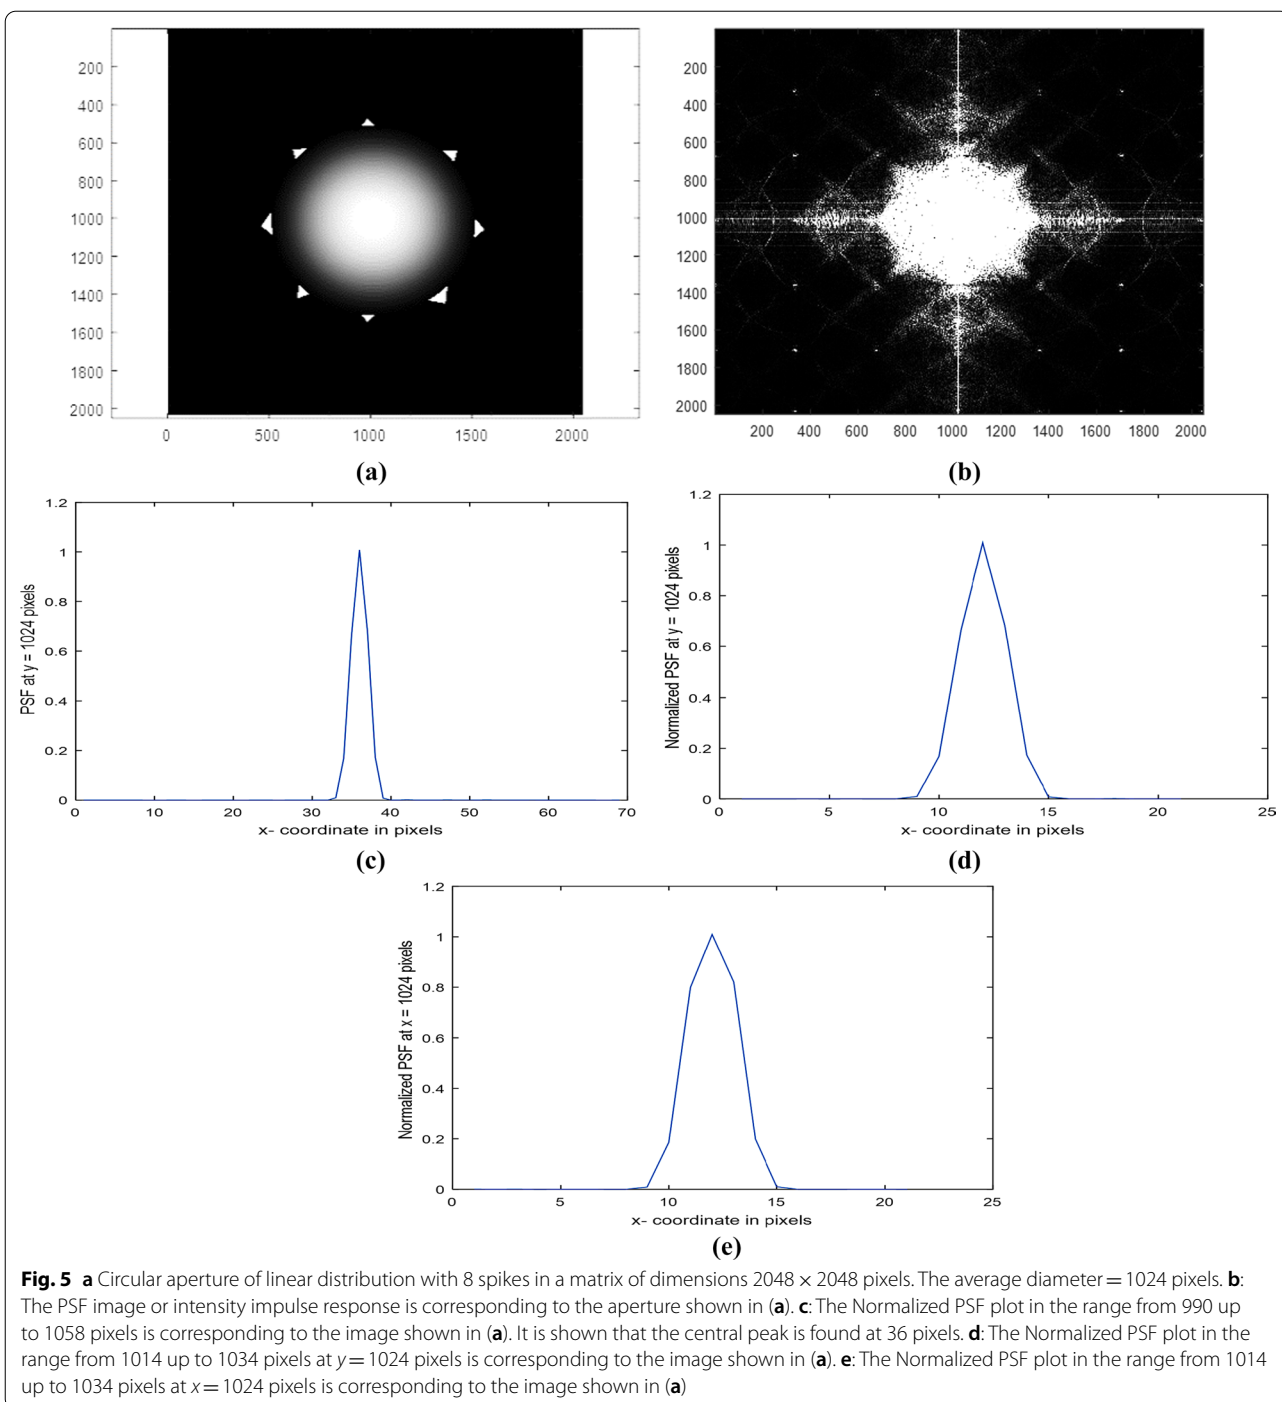 200
400
600
800
1000
1200
1400
1600
1800
2000
0 500 1000 1500 2000
(a)
200
400
600
800
1000
1200
1400
1600
1800
2000
200 400 600 800 1000 1200 1400 1600 1800 2000
(b)
PSF at y = 1024 pixels
1.2
1
0.8
0.6
0.4
0.2
0
0 10 20 30 40 50 60 70
x- coordinate in pixels
(c)
Normalized PSF at y = 1024 pixels
1.2
1
0.8
0.6
0.4
0.2
0
0 5 10 15 20 25
x- coordinate in pixels
(d)
Normalized PSF at x = 1024 pixels
1.2
1
0.8
0.6
0.4
0.2
0
0 5 10 15 20 25
x- coordinate in pixels
(e)
Fig. 5 a Circular aperture of linear distribution with 8 spikes in a matrix of dimensions 2048 × 2048 pixels. The average diameter = 1024 pixels. b:
The PSF image or intensity impulse response is corresponding to the aperture shown in (a). c: The Normalized PSF plot in the range from 990 up
to 1058 pixels is corresponding to the image shown in (a). It is shown that the central peak is found at 36 pixels. d: The Normalized PSF plot in the
range from 1014 up to 1034 pixels at y = 1024 pixels is corresponding to the image shown in (a). e: The Normalized PSF plot in the range from 1014
up to 1034 pixels at x = 1024 pixels is corresponding to the image shown in (a)